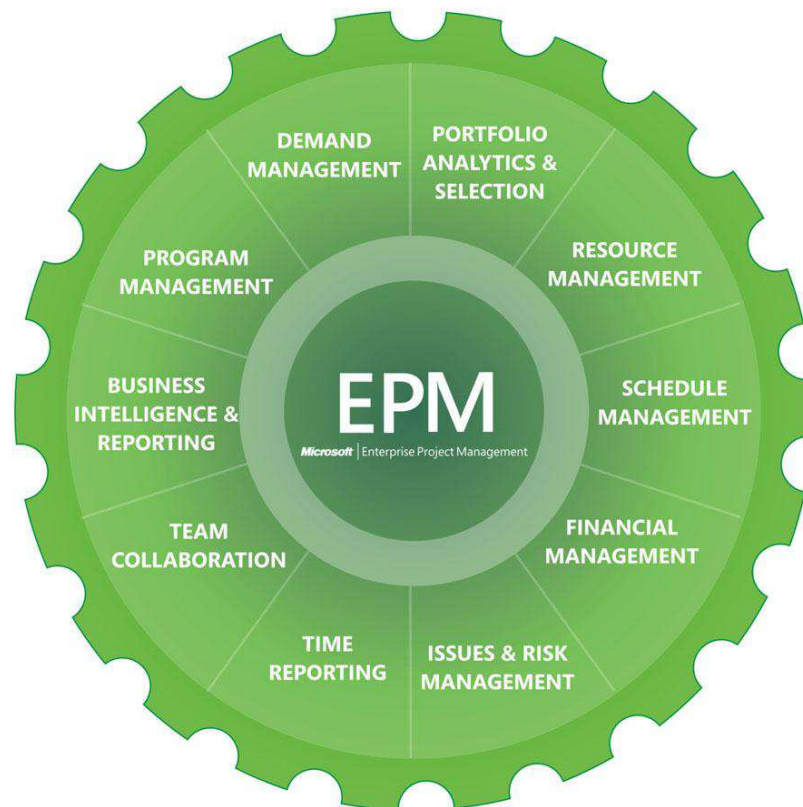 DEMAND
MANAGEMENT
PORTFOLIO
ANALYTICS &
SELECTION
RESOURCE
MANAGEMENT
SCHEDULE
MANAGEMENT
FINANCIAL
MANAGEMENT
ISSUES & RISK
MANAGEMENT
TIME
REPORTING
TEAM
COLLABORATION
BUSINESS
INTELLIGENCE &
REPORTING
PROGRAM
MANAGEMENT
EPM
Microsoft | Enterprise Project Management